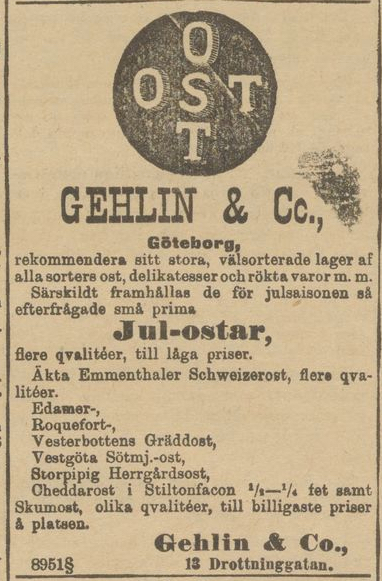 O
OST
T
GEHLIN & Co.,
Göteborg,
rekommendera sitt stora, välsorterade lager af
alla sorters ost, delikatesser och rökta varor m. m.
Särskildt framhållas de för julsaisonen så
efterfrågade små prima
Jul-ostar,
flere qvalitéer, till låga priser.
Äkta Emmenthaler Schweizerost, flere qva-
litéer.
Edamer-,
Roquefort-,
Vesterbottens Gräddost,
Vestgöta Sötmj.-ost,
Storpipig Herrgårdsost,
Cheddarost i Stiltonfacon ¹/₂—¹/₄ fet samt
Skumost, olika qvalitéer, till billigaste priser
å platsen.
Gehlin & Co.,
8951§ 13 Drottninggatan.